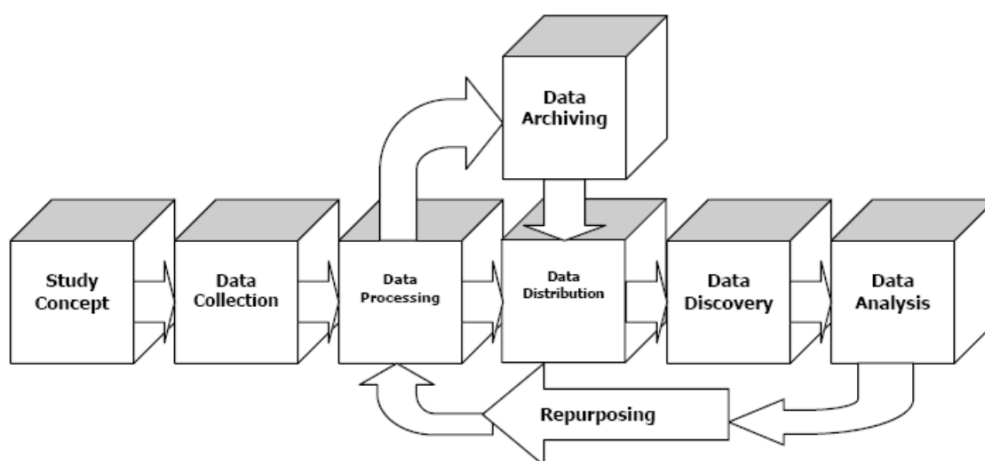 Data
Archiving
Study
Concept
Data
Collection
Data
Processing
Data
Distribution
Data
Discovery
Data
Analysis
Repurposing